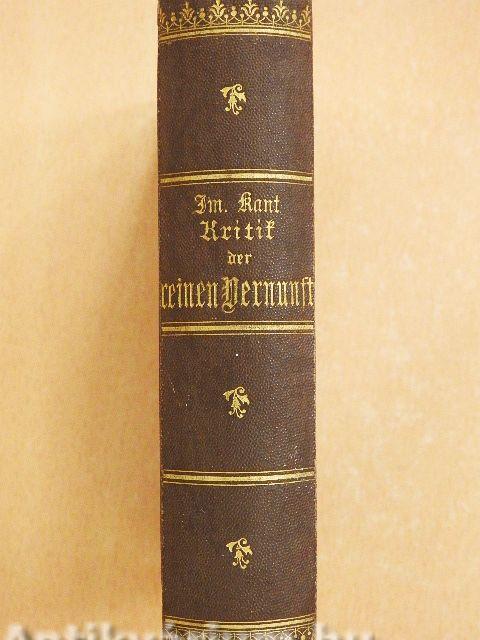 Im. Kant
Kritik
der
reinen Vernunft